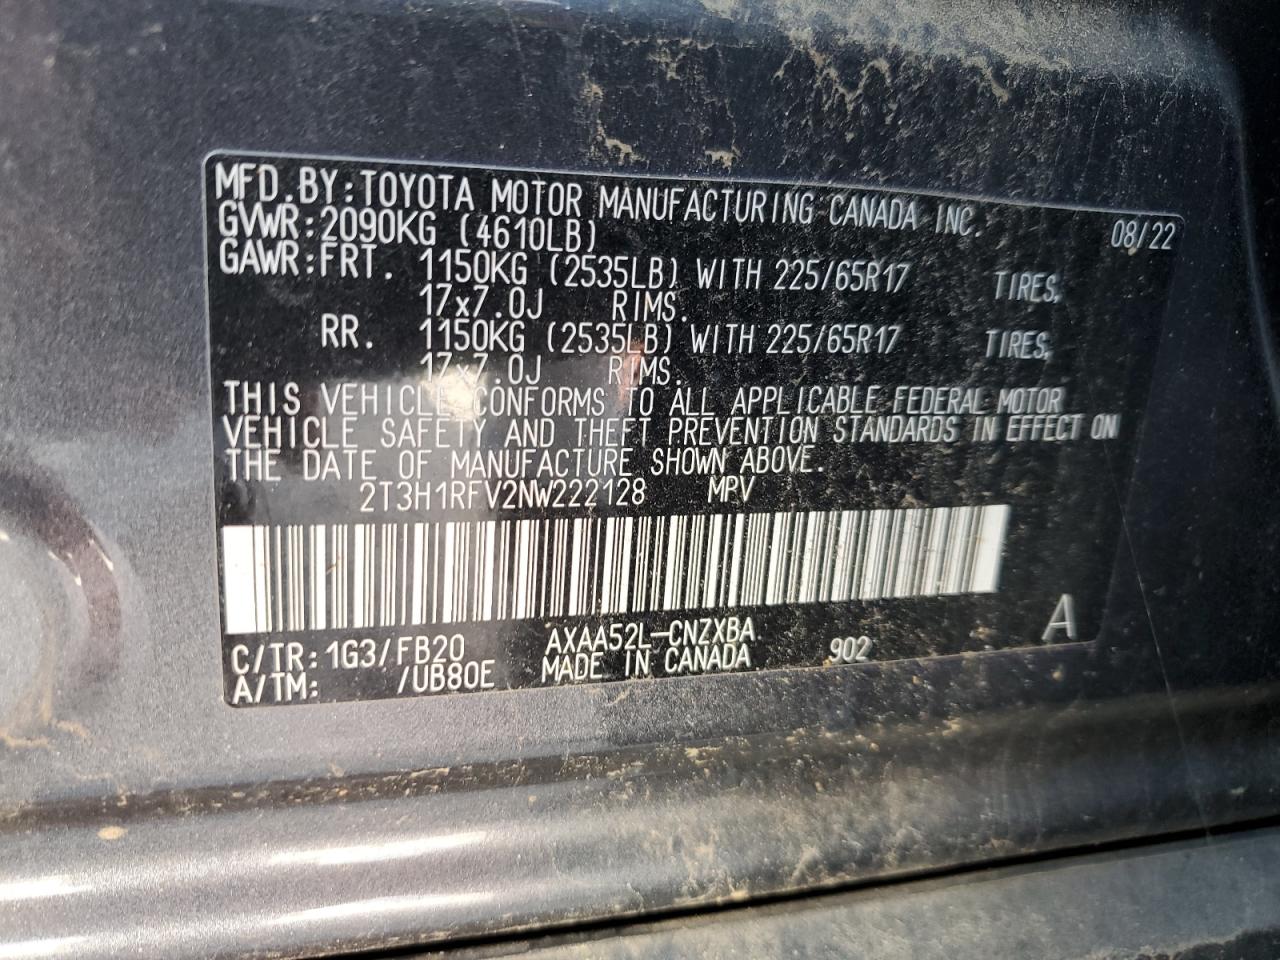 MFD.BY:TOYOTA MOTOR MANUFACTURING CANADA INC. 08/22
GVWR:2090KG (4610LB)
GAWR:FRT. 1150KG (2535LB) WITH 225/65R17 TIRES,
17x7.0J RIMS.
RR. 1150KG (2535LB) WITH 225/65R17 TIRES,
17x7.0J RIMS.
THIS VEHICLE CONFORMS TO ALL APPLICABLE FEDERAL MOTOR
VEHICLE SAFETY AND THEFT PREVENTION STANDARDS IN EFFECT ON
THE DATE OF MANUFACTURE SHOWN ABOVE.
2T3H1RFV2NW222128 MPV
C/TR:1G3/FB20 AXAA52L-CNZXBA 902 A
A/TM: /UB80E MADE IN CANADA